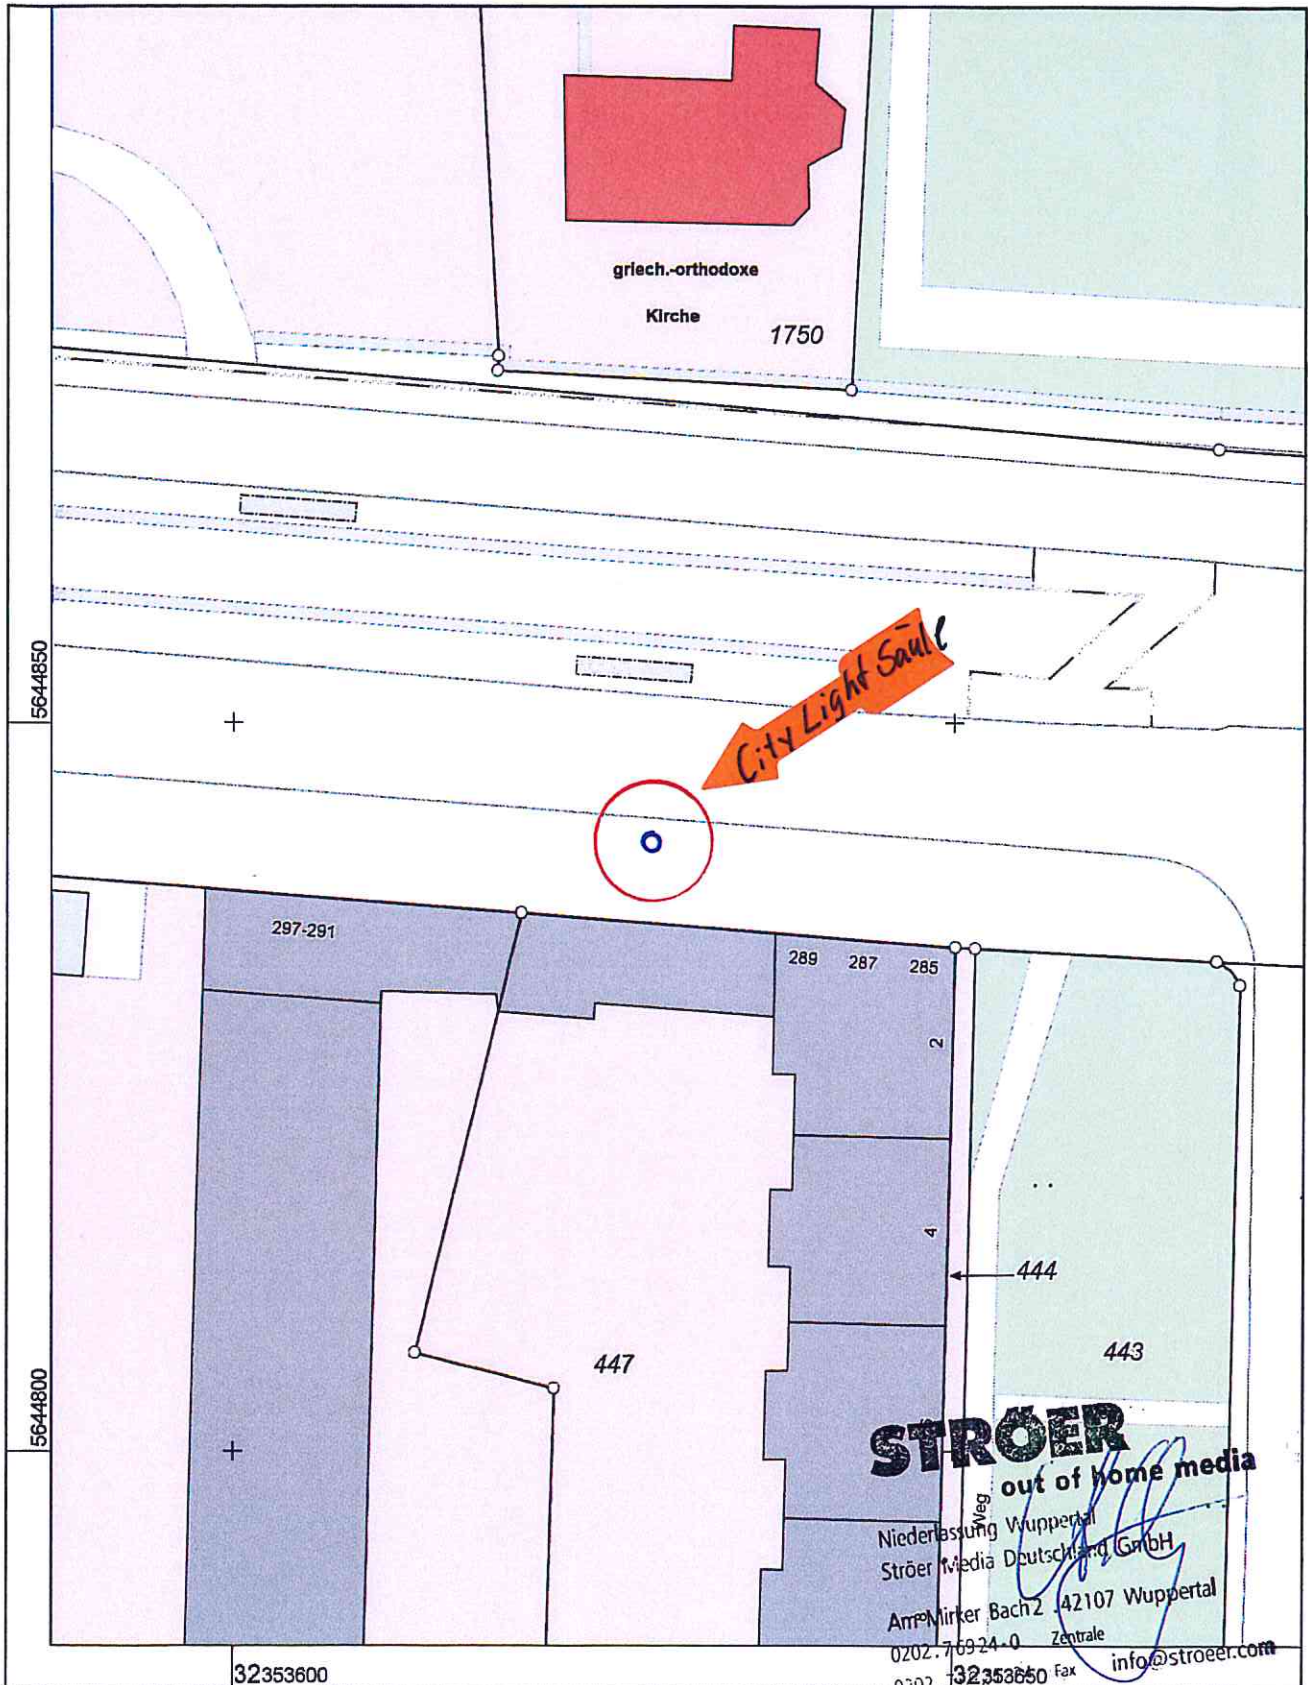 griech.-orthodoxe
Kirche
1750
5644850
City Light Säule
297-291
289 287 285
2
4
444
447
443
5644800
STRÖER
out of home media
Weg
Niederlassung Wuppertal
Ströer Media Deutschland GmbH
Am Mirker Bach 2 . 42107 Wuppertal
0202.76924-0 Zentrale
Fax info@stroeer.com
32353600
32353650